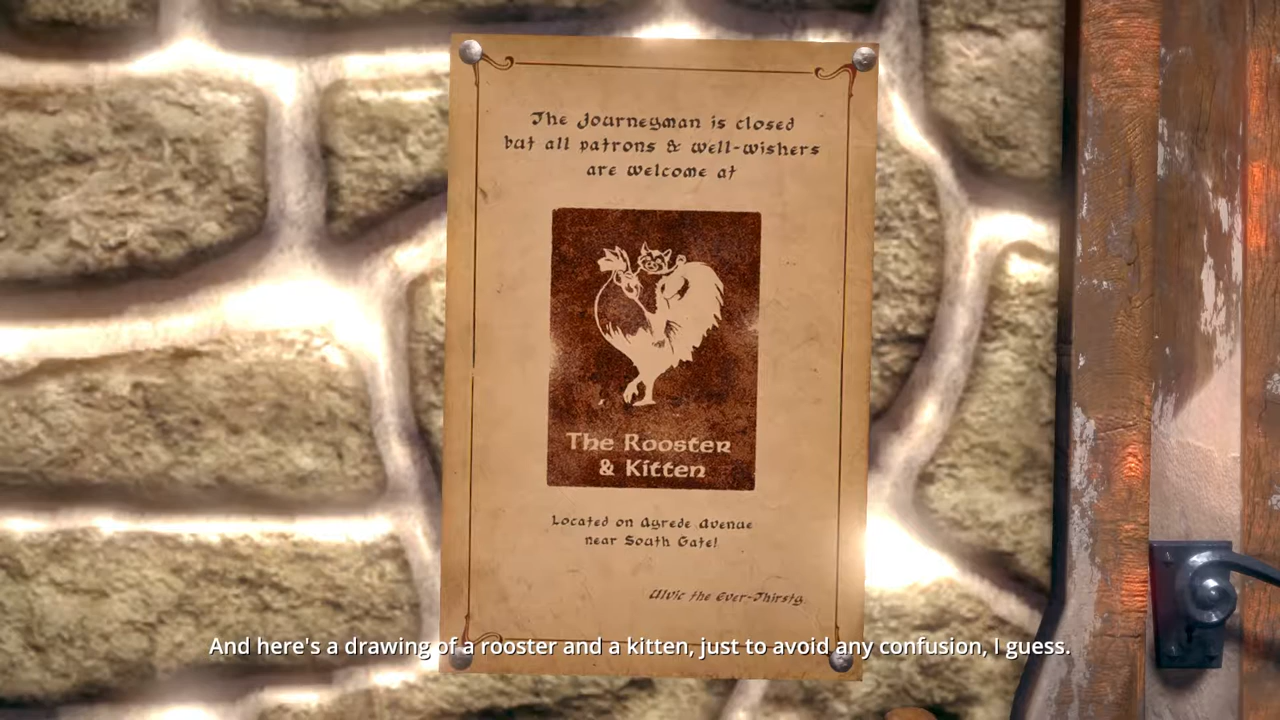 The Journeyman is closed
but all patrons & well-wishers
are welcome at
The Rooster
& Kitten
Located on Agrede Avenue
near South Gate!
Ulvic the Ever-Thirsty
And here's a drawing of a rooster and a kitten, just to avoid any confusion, I guess.